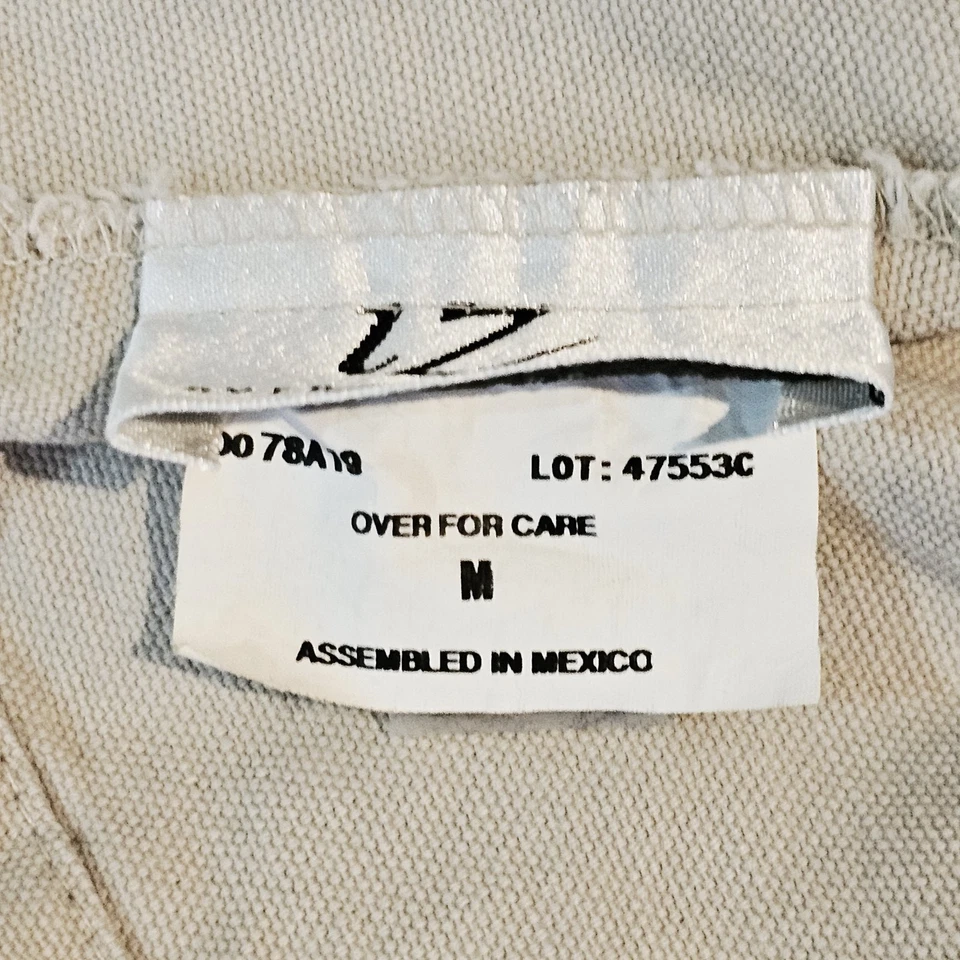 LOT: 47553C
OVER FOR CARE
M
ASSEMBLED IN MEXICO